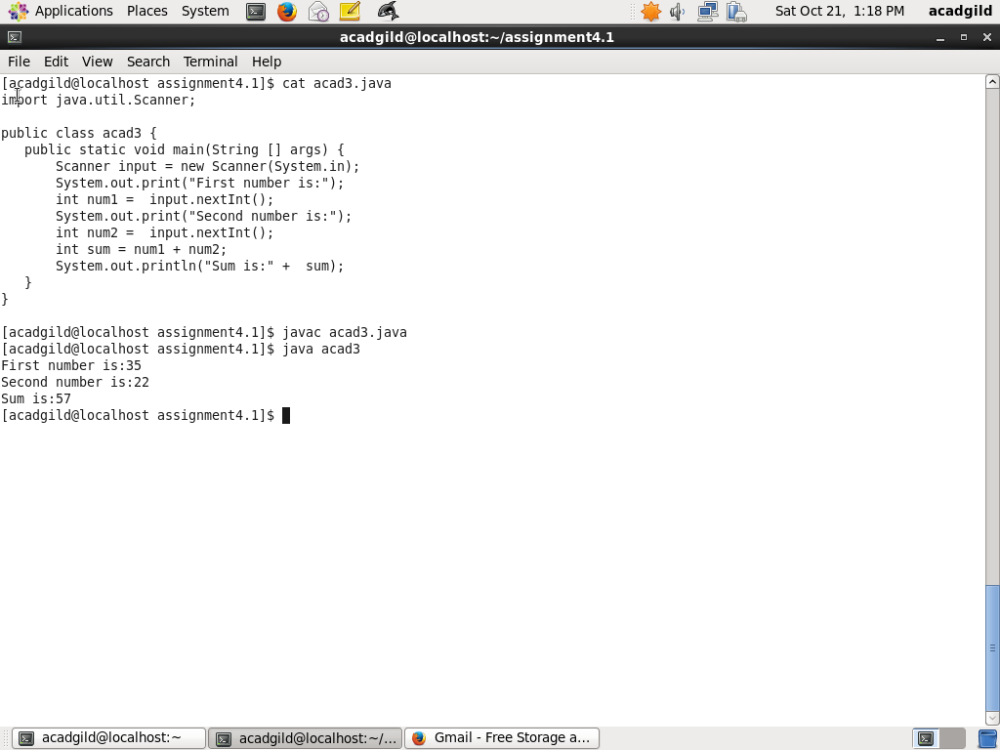 Applications Places System Sat Oct 21, 1:18 PM acadgild
acadgild@localhost:~/assignment4.1
File Edit View Search Terminal Help
[acadgild@localhost assignment4.1]$ cat acad3.java
import java.util.Scanner;
public class acad3 {
   public static void main(String [] args) {
       Scanner input = new Scanner(System.in);
       System.out.print("First number is:");
       int num1 =  input.nextInt();
       System.out.print("Second number is:");
       int num2 =  input.nextInt();
       int sum = num1 + num2;
       System.out.println("Sum is:" +  sum);
   }
}
[acadgild@localhost assignment4.1]$ javac acad3.java
[acadgild@localhost assignment4.1]$ java acad3
First number is:35
Second number is:22
Sum is:57
[acadgild@localhost assignment4.1]$
acadgild@localhost:~ acadgild@localhost:~/... Gmail - Free Storage a...